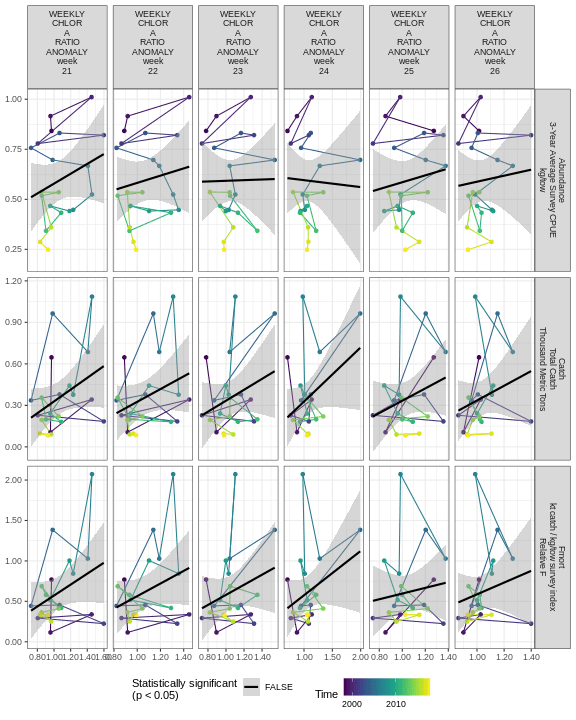 WEEKLY
CHLOR
A
RATIO
ANOMALY
week
21
WEEKLY
CHLOR
A
RATIO
ANOMALY
week
22
WEEKLY
CHLOR
A
RATIO
ANOMALY
week
23
WEEKLY
CHLOR
A
RATIO
ANOMALY
week
24
WEEKLY
CHLOR
A
RATIO
ANOMALY
week
25
WEEKLY
CHLOR
A
RATIO
ANOMALY
week
26
1.00
0.75
0.50
0.25
Abundance
3-Year Average Survey CPUE
kg/tow
1.20
0.90
0.60
0.30
0.00
Catch
Total Catch
Thousand Metric Tons
2.00
1.50
1.00
0.50
0.00
Fmort
kt catch / kg/tow survey index
Relative F
0.80 1.00 1.20 1.40 1.60
0.80 1.00 1.20 1.40
0.80 1.00 1.20 1.40
1.00 1.50 2.00
0.80 1.00 1.20 1.40
1.00 1.20 1.40
Statistically significant
(p < 0.05)
FALSE
Time
2000 2010